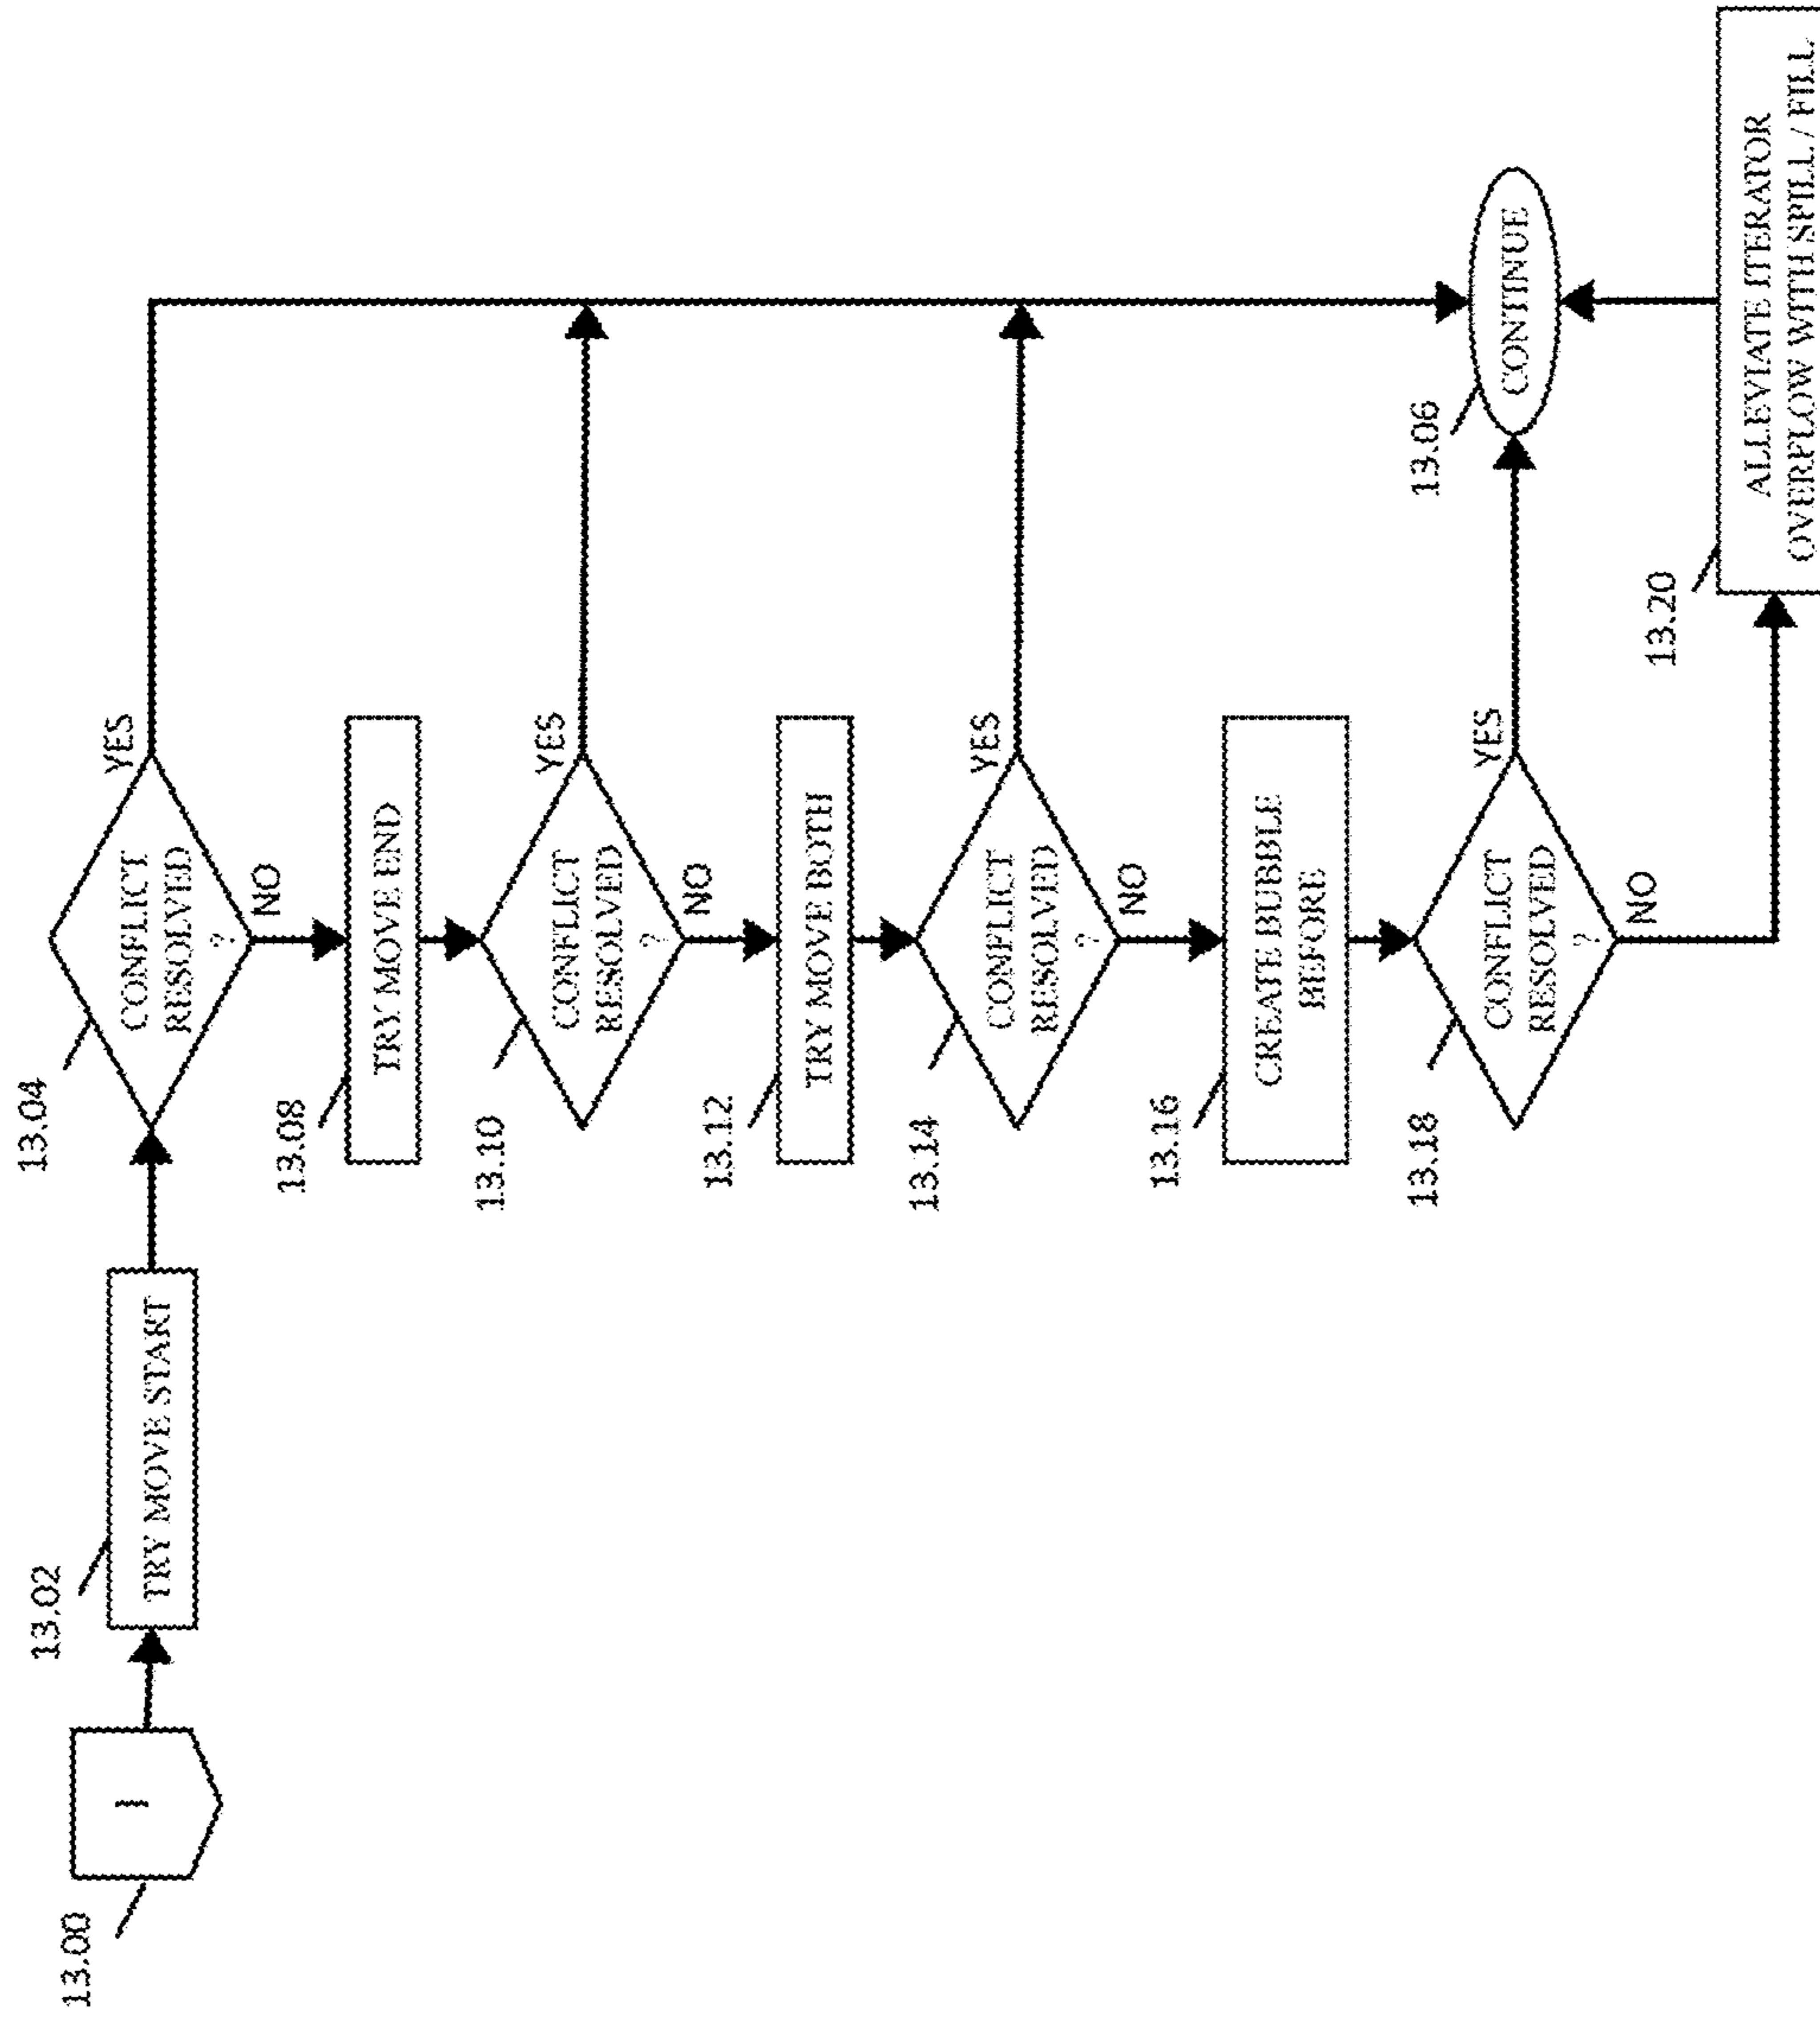 13.00
1
13.02
TRY MOVE START
13.04
CONFLICT
RESOLVED
?
YES
NO
13.08
TRY MOVE END
13.10
CONFLICT
RESOLVED
?
YES
NO
13.12
TRY MOVE BOTH
13.14
CONFLICT
RESOLVED
?
YES
NO
13.16
CREATE BUBBLE
BEFORE
13.18
CONFLICT
RESOLVED
?
YES
NO
13.06
CONTINUE
13.20
ALLEVIATE ITERATOR
OVERFLOW WITH SPILL / FILL